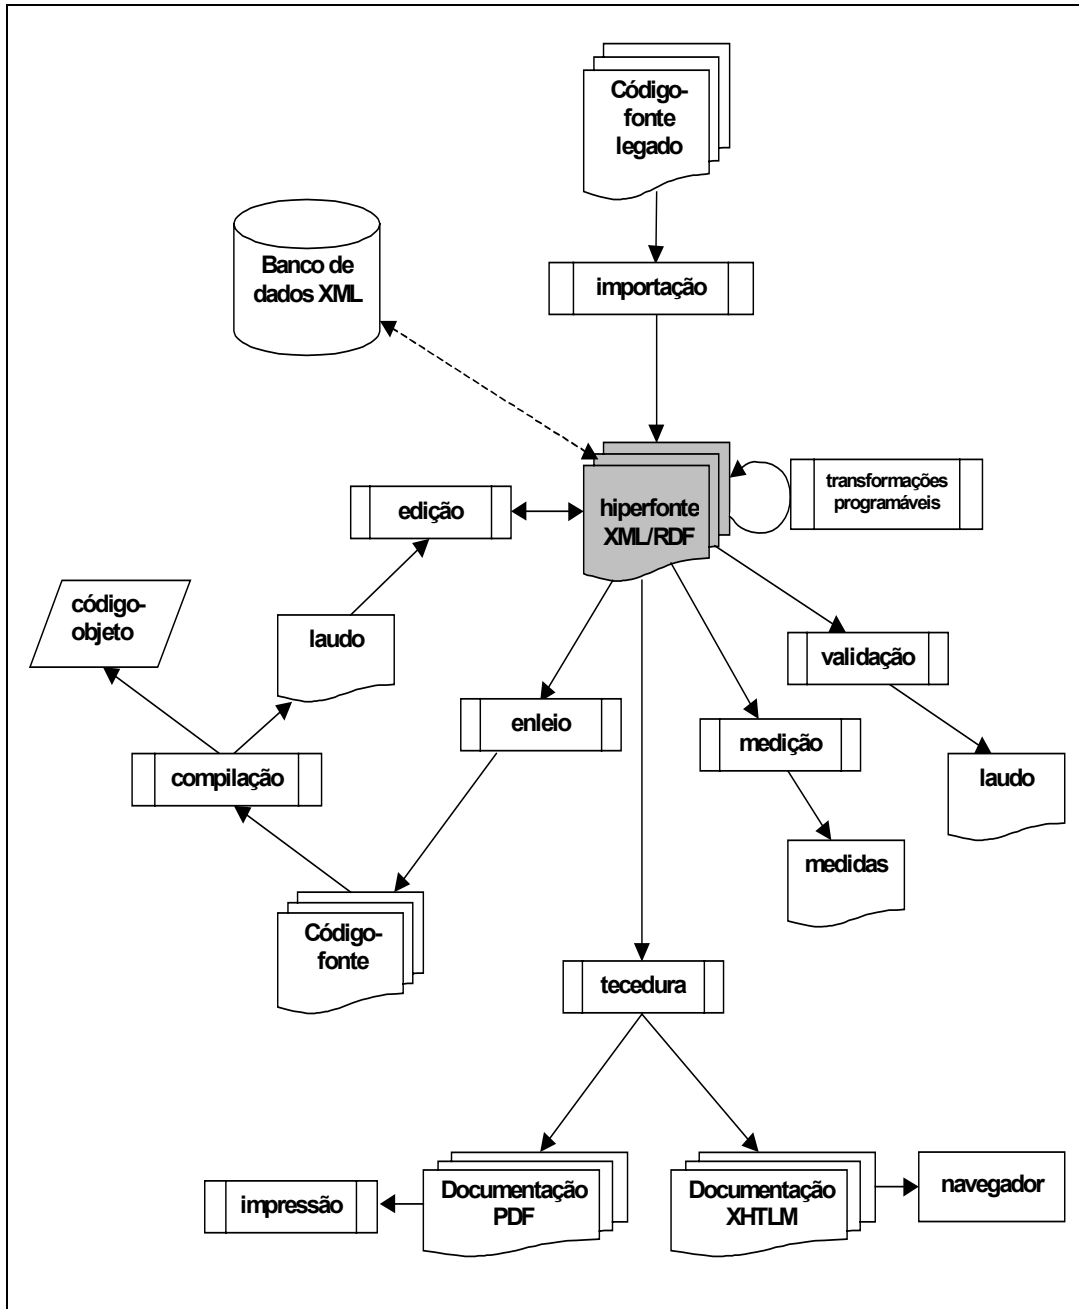 Código-
fonte
legado
Banco de
dados XML
importação
transformações
programáveis
edição
hiperfonte
XML/RDF
código-
objeto
laudo
validação
enleio
medição
compilação
laudo
medidas
Código-
fonte
tecedura
impressão
Documentação
PDF
Documentação
XHTLM
navegador